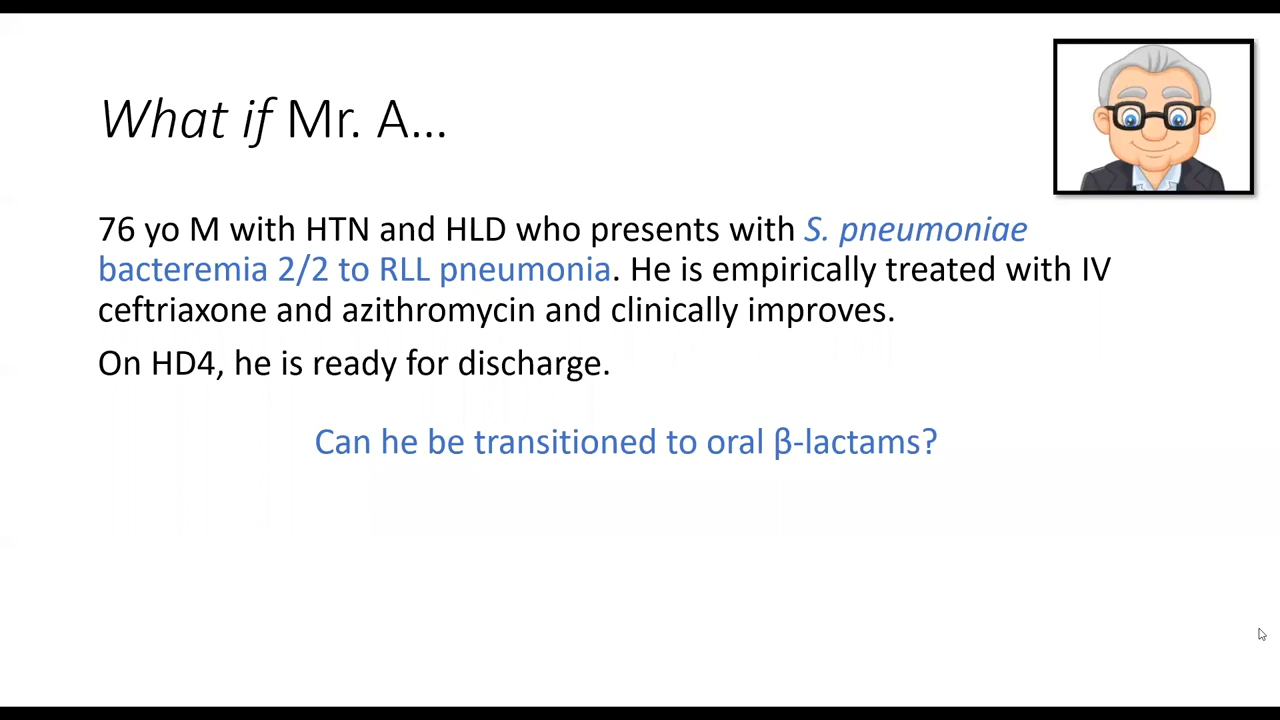 What if Mr. A...
76 yo M with HTN and HLD who presents with S. pneumoniae
bacteremia 2/2 to RLL pneumonia. He is empirically treated with IV
ceftriaxone and azithromycin and clinically improves.
On HD4, he is ready for discharge.
Can he be transitioned to oral β-lactams?